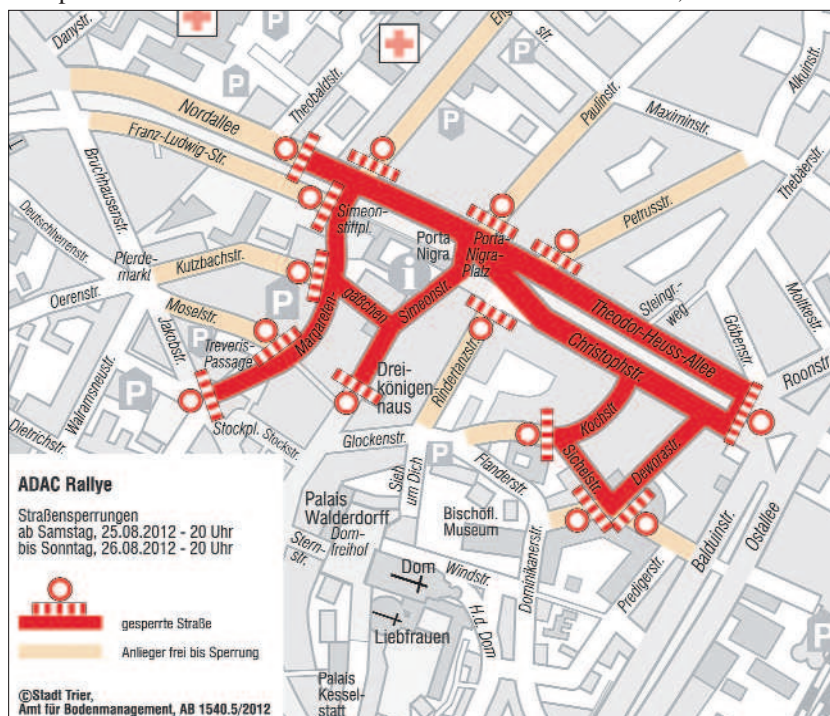 Danystr.
Theobaldstr.
str.
Paulinstr.
Alkuinstr.
Maximinstr.
Thebäerstr.
Nordallee
Franz-Ludwig-Str.
Bruchhausenstr.
Deutschherrenstr.
Pferde-
markt
Kutzbachstr.
Oerenstr.
Moselstr.
Jakobstr.
Treveris-
Passage
Walramsneustr.
Dietrichstr.
Stockpl.
Stockstr.
Simeon-
stiftpl.
Porta
Nigra
Porta-
Nigra-
Platz
Petrusstr.
Steingr.-
weg
Theodor-Heuss-Allee
Göbenstr.
Moltkestr.
Roonstr.
Christophstr.
Simeonstr.
Margareten-
gäßchen
Drei-
königen
haus
Rindertanzstr.
Kochstr.
Sichelstr.
Deworastr.
Glockenstr.
Flanderstr.
Sieh
um Dich
Palais
Walderdorff
Dom-
freihof
Bischöfl.
Museum
Stern-
str.
Dom
Windstr.
Dominikanerstr.
Predigerstr.
Balduinstr.
Ostallee
Liebfrauen
H.d. Dom
Palais
Kessel-
statt
P
P
P
P
P
P
P
P
P
i
ADAC Rallye
Straßensperrungen
ab Samstag, 25.08.2012 - 20 Uhr
bis Sonntag, 26.08.2012 - 20 Uhr
gesperrte Straße
Anlieger frei bis Sperrung
©Stadt Trier,
Amt für Bodenmanagement, AB 1540.5/2012